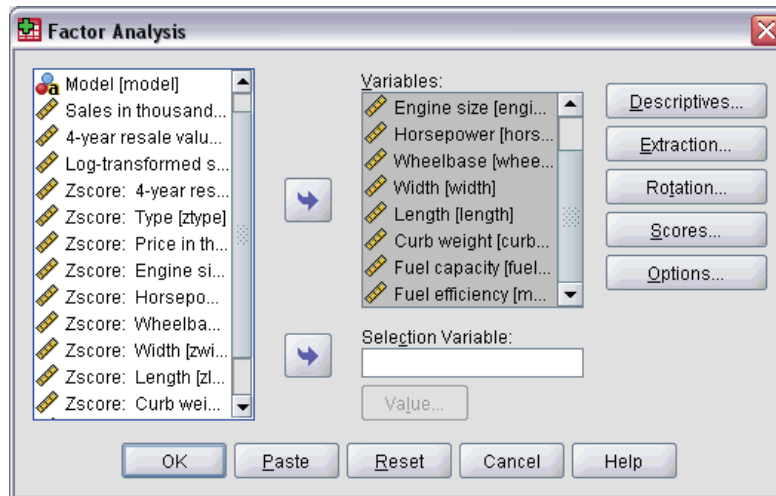 Factor Analysis
Model [model]
Sales in thousand...
4-year resale valu...
Log-transformed s...
Zscore: 4-year res...
Zscore: Type [ztype]
Zscore: Price in th...
Zscore: Engine si...
Zscore: Horsepo...
Zscore: Wheelba...
Zscore: Width [zwi...
Zscore: Length [zl...
Zscore: Curb wei...
Variables:
Engine size [engi...
Horsepower [hors...
Wheelbase [whee...
Width [width]
Length [length]
Curb weight [curb...
Fuel capacity [fuel...
Fuel efficiency [m...
Selection Variable:
Value...
Descriptives...
Extraction...
Rotation...
Scores...
Options...
OK
Paste
Reset
Cancel
Help